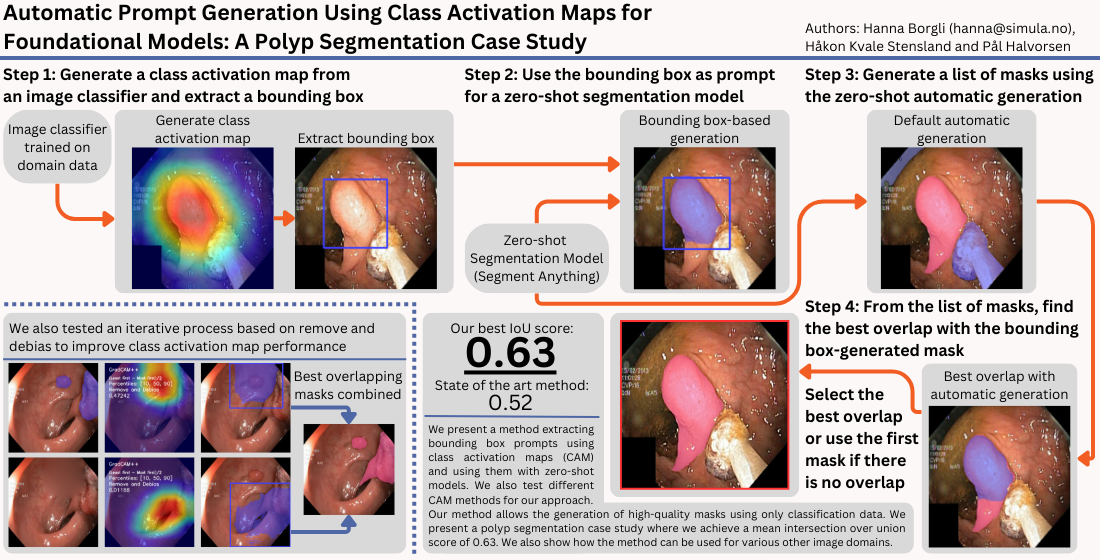 Automatic Prompt Generation Using Class Activation Maps for
Foundational Models: A Polyp Segmentation Case Study
Authors: Hanna Borgli (hanna@simula.no),
Håkon Kvale Stensland and Pål Halvorsen
Step 1: Generate a class activation map from
an image classifier and extract a bounding box
Image classifier
trained on
domain data
Generate class
activation map
Extract bounding box
Step 2: Use the bounding box as prompt
for a zero-shot segmentation model
Bounding box-based
generation
Zero-shot
Segmentation Model
(Segment Anything)
Step 3: Generate a list of masks using
the zero-shot automatic generation
Default automatic
generation
Step 4: From the list of masks, find
the best overlap with the bounding
box-generated mask
Select the
best overlap
or use the first
mask if there
is no overlap
Best overlap with
automatic generation
We also tested an iterative process based on remove and
debias to improve class activation map performance
GradCAM++
Percentiles: [10, 50, 90]
Remove and Debias
0.47242
GradCAM++
Percentiles: [10, 50, 90]
Remove and Debias
0.01188
Best overlapping
masks combined
Our best IoU score:
0.63
State of the art method:
0.52
We present a method extracting
bounding box prompts using
class activation maps (CAM)
and using them with zero-shot
models. We also test different
CAM methods for our approach.
Our method allows the generation of high-quality masks using only classification data. We
present a polyp segmentation case study where we achieve a mean intersection over union
score of 0.63. We also show how the method can be used for various other image domains.